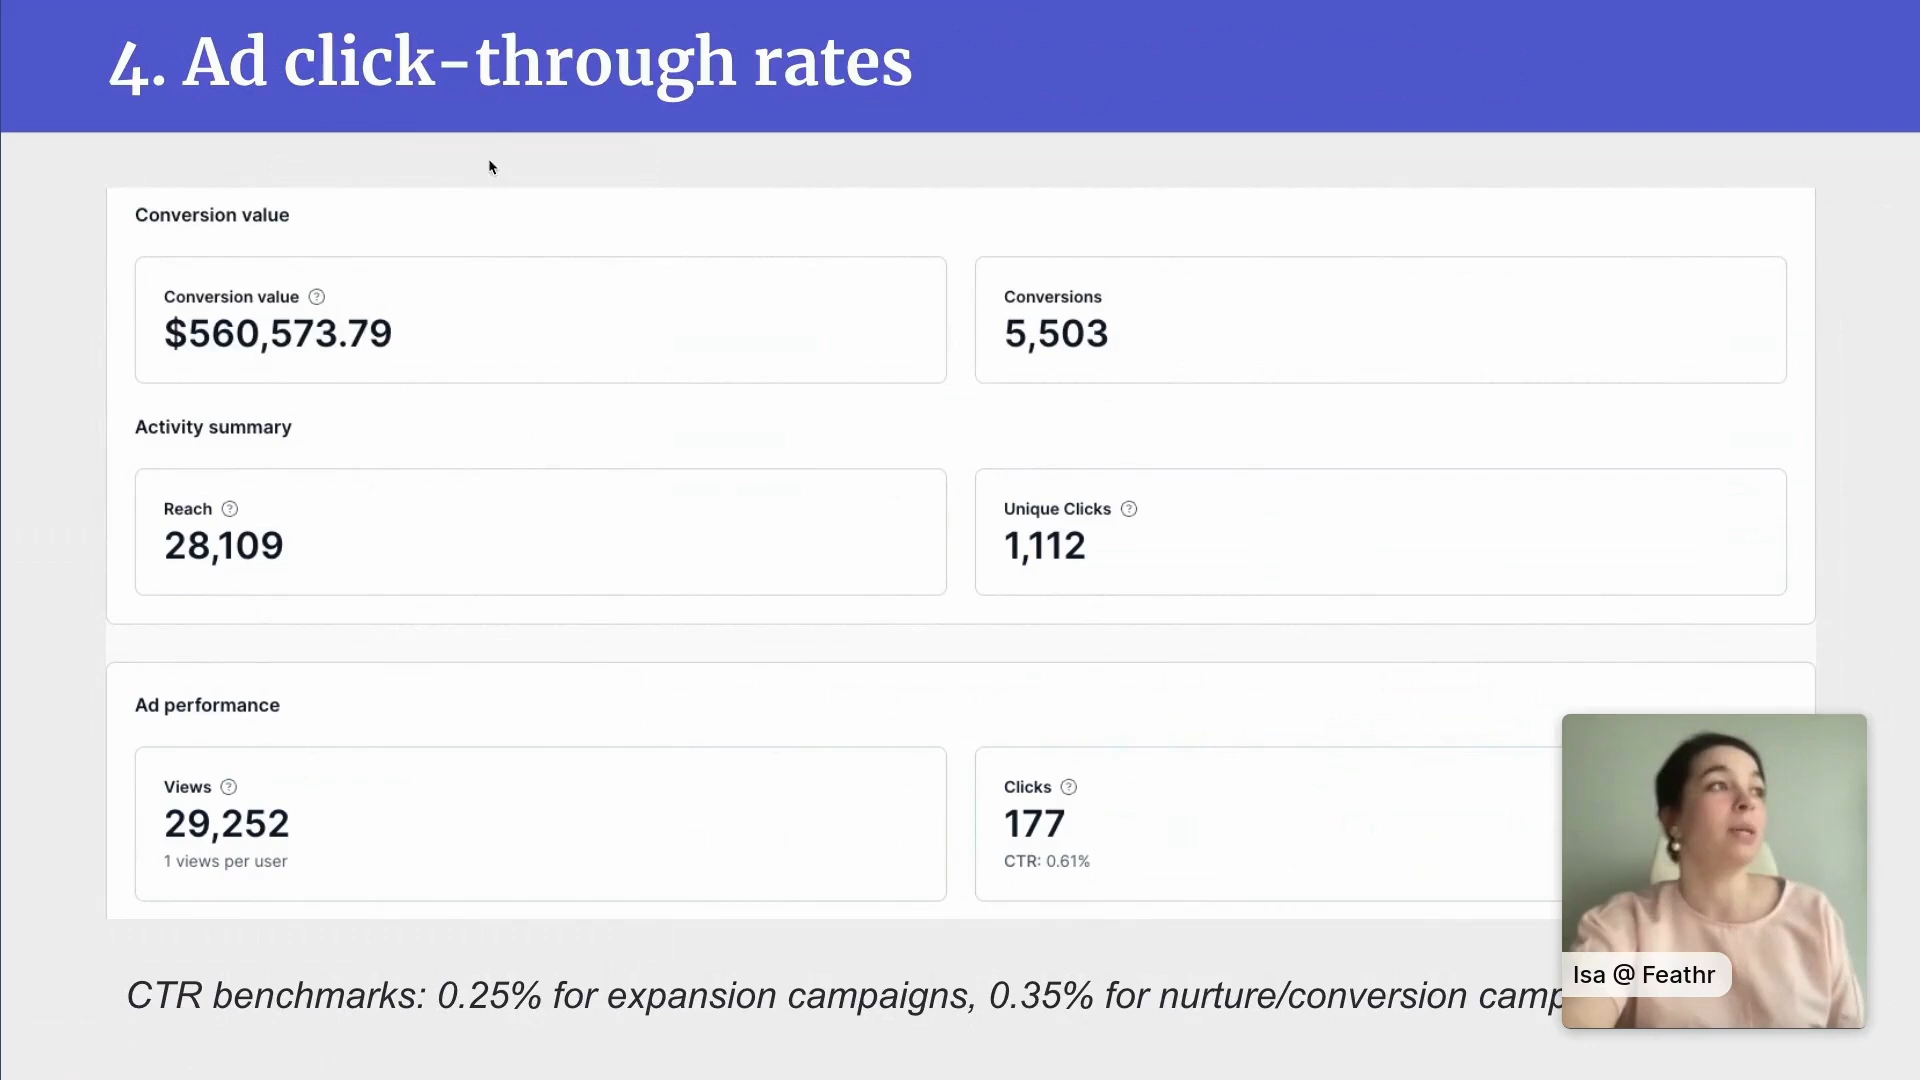 4. Ad click-through rates
Conversion value
Conversion value
$560,573.79
Conversions
5,503
Activity summary
Reach
28,109
Unique Clicks
1,112
Ad performance
Views
29,252
1 views per user
Clicks
177
CTR: 0.61%
CTR benchmarks: 0.25% for expansion campaigns, 0.35% for nurture/conversion camp
Isa @ Feathr